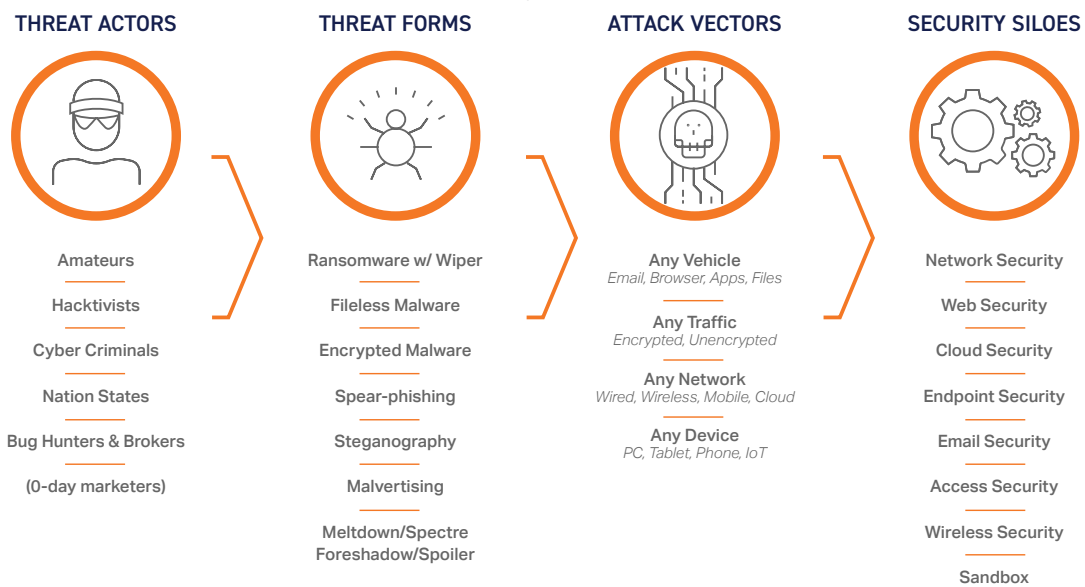 THREAT ACTORS
Amateurs
Hacktivists
Cyber Criminals
Nation States
Bug Hunters & Brokers
(0-day marketers)
THREAT FORMS
Ransomware w/ Wiper
Fileless Malware
Encrypted Malware
Spear-phishing
Steganography
Malvertising
Meltdown/Spectre
Foreshadow/Spoiler
ATTACK VECTORS
Any Vehicle
Email, Browser, Apps, Files
Any Traffic
Encrypted, Unencrypted
Any Network
Wired, Wireless, Mobile, Cloud
Any Device
PC, Tablet, Phone, IoT
SECURITY SILOES
Network Security
Web Security
Cloud Security
Endpoint Security
Email Security
Access Security
Wireless Security
Sandbox